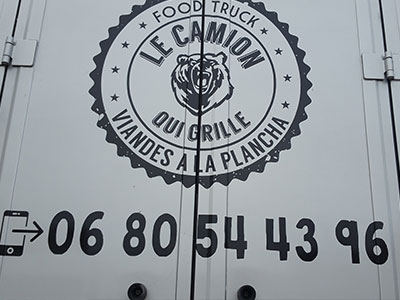 FOOD TRUCK
LE CAMION
QUI GRILLE
VIANDES À LA PLANCHA
06 80 54 43 96